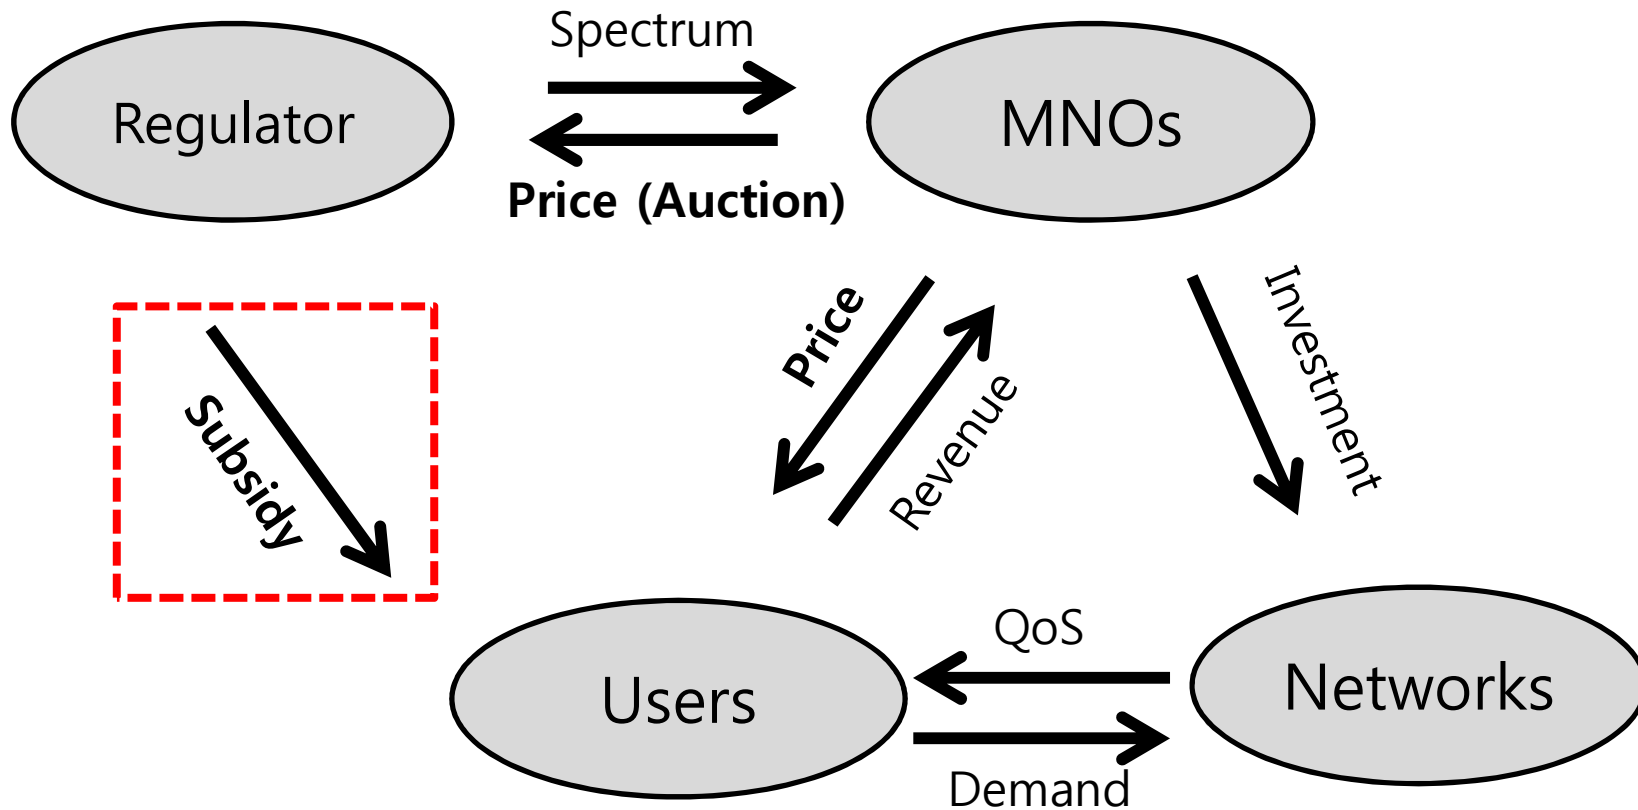 Spectrum
Regulator
MNOs
Price (Auction)
Price
Investment
Revenue
Subsidy
QoS
Users
Networks
Demand